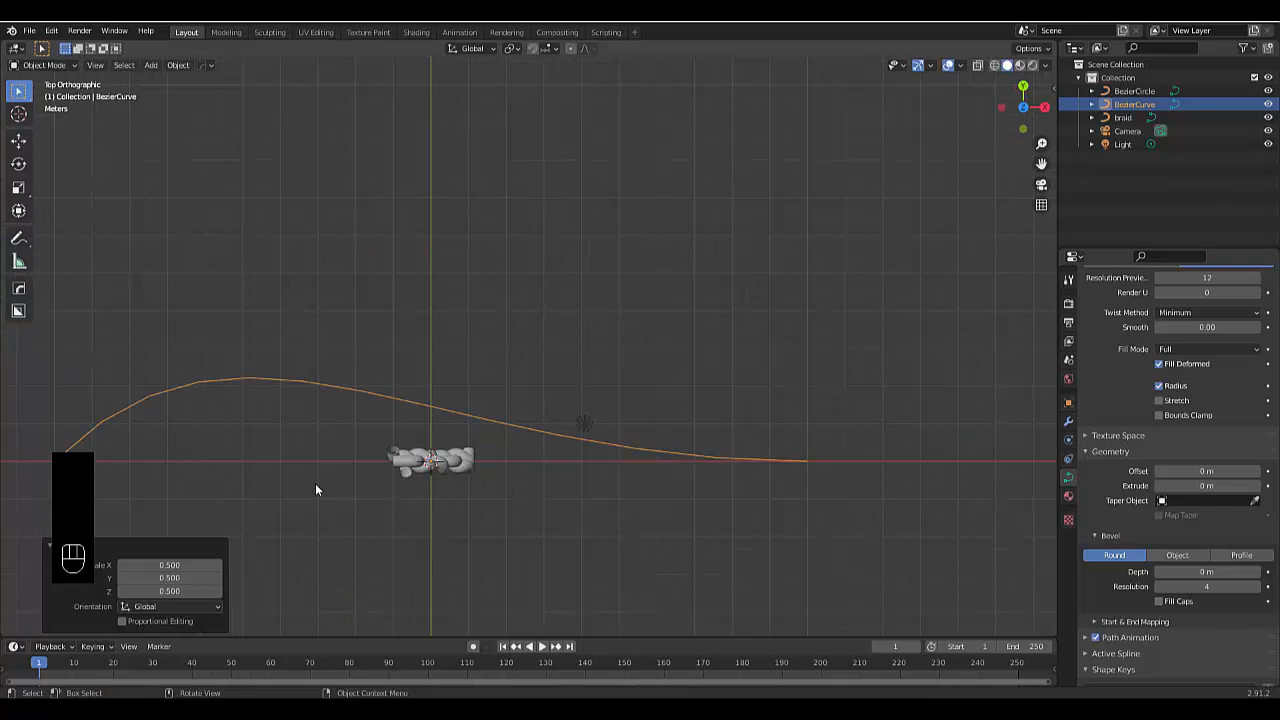 File Edit Render Window Help Layout Modeling Sculpting UV Editing Texture Paint Shading Animation Rendering Compositing Scripting + Scene View Layer
Global Options
Object Mode View Select Add Object
Top Orthographic
(1) Collection | BezierCurve
Meters
Scene Collection
Collection
BezierCircle
BezierCurve
braid
Camera
Light
Y
X
Z
Resolution Previe... 12
Render U 0
Twist Method Minimum
Smooth 0.00
Fill Mode Full
Fill Deformed
Radius
Stretch
Bounds Clamp
Texture Space
Geometry
Offset 0 m
Extrude 0 m
Taper Object
Map Taper
Bevel
Round Object Profile
Depth 0 m
Resolution 4
Fill Caps
Start & End Mapping
Path Animation
Active Spline
Shape Keys
ale X 0.500
Y 0.500
Z 0.500
Orientation Global
Proportional Editing
Playback Keying View Marker 1 Start 1 End 250
1 10 20 30 40 50 60 70 80 90 100 110 120 130 140 150 160 170 180 190 200 210 220 230 240 250
Select Box Select Rotate View Object Context Menu 2.91.2